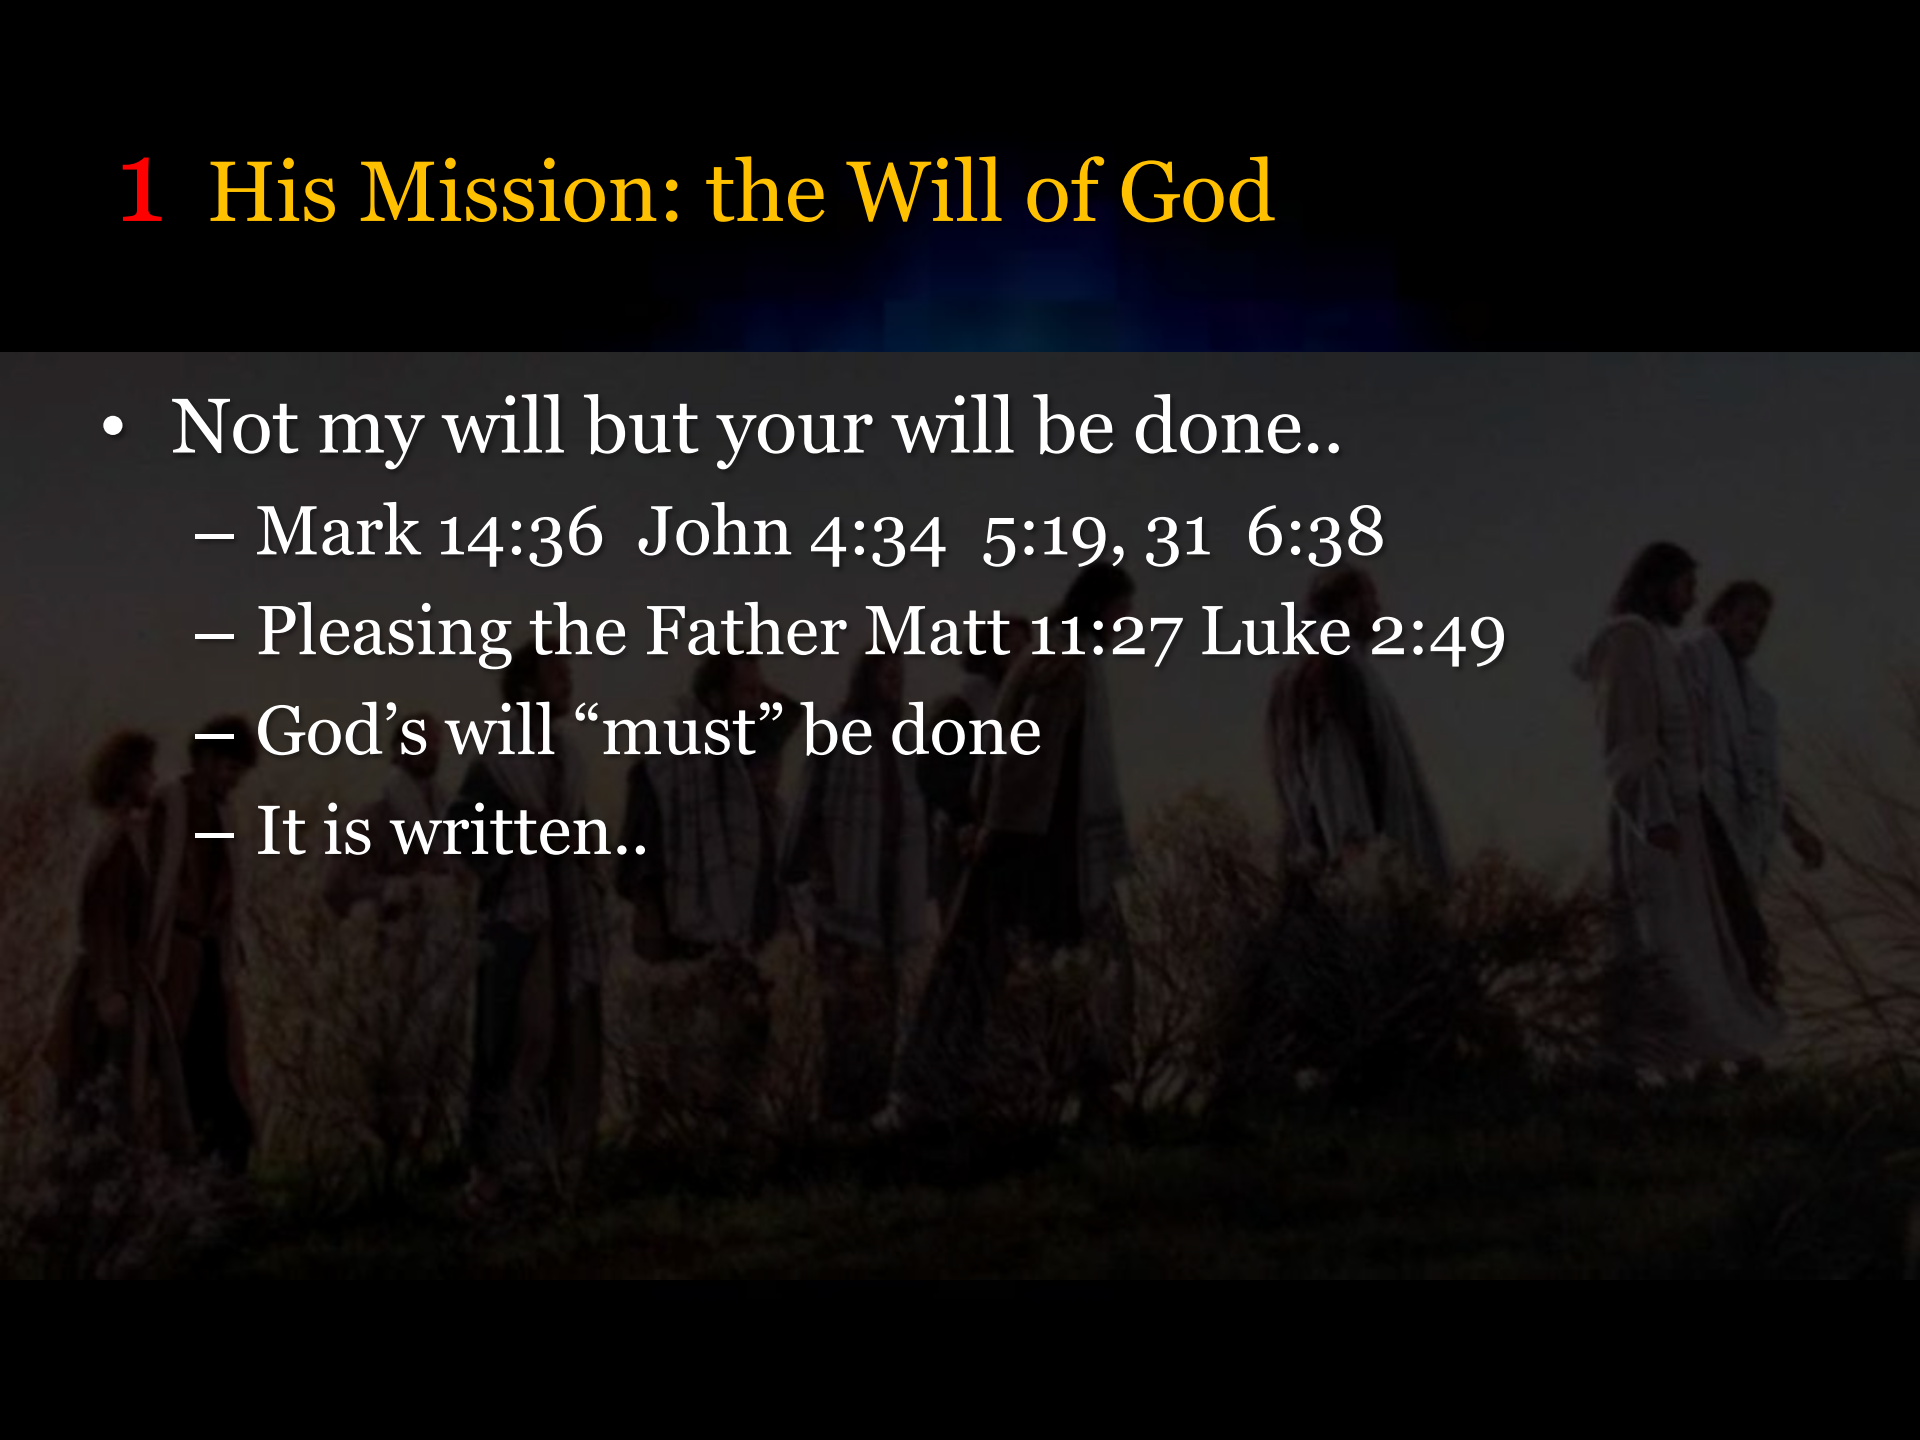 1 His Mission: the Will of God
• Not my will but your will be done..
– Mark 14:36 John 4:34 5:19, 31 6:38
– Pleasing the Father Matt 11:27 Luke 2:49
– God’s will “must” be done
– It is written..